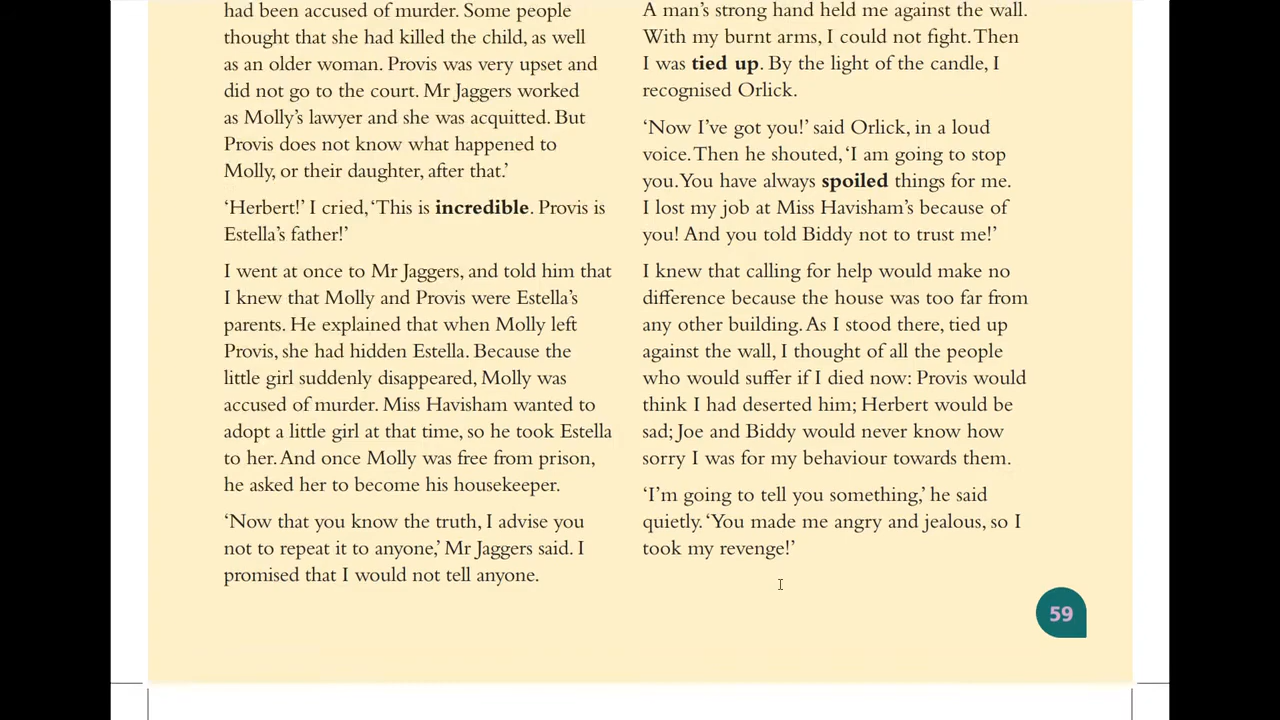 had been accused of murder. Some people
thought that she had killed the child, as well
as an older woman. Provis was very upset and
did not go to the court. Mr Jaggers worked
as Molly’s lawyer and she was acquitted. But
Provis does not know what happened to
Molly, or their daughter, after that.’
‘Herbert!’ I cried, ‘This is incredible. Provis is
Estella’s father!’
I went at once to Mr Jaggers, and told him that
I knew that Molly and Provis were Estella’s
parents. He explained that when Molly left
Provis, she had hidden Estella. Because the
little girl suddenly disappeared, Molly was
accused of murder. Miss Havisham wanted to
adopt a little girl at that time, so he took Estella
to her. And once Molly was free from prison,
he asked her to become his housekeeper.
‘Now that you know the truth, I advise you
not to repeat it to anyone,’ Mr Jaggers said. I
promised that I would not tell anyone.
A man’s strong hand held me against the wall.
With my burnt arms, I could not fight. Then
I was tied up. By the light of the candle, I
recognised Orlick.
‘Now I’ve got you!’ said Orlick, in a loud
voice. Then he shouted, ‘I am going to stop
you. You have always spoiled things for me.
I lost my job at Miss Havisham’s because of
you! And you told Biddy not to trust me!’
I knew that calling for help would make no
difference because the house was too far from
any other building. As I stood there, tied up
against the wall, I thought of all the people
who would suffer if I died now: Provis would
think I had deserted him; Herbert would be
sad; Joe and Biddy would never know how
sorry I was for my behaviour towards them.
‘I’m going to tell you something,’ he said
quietly. ‘You made me angry and jealous, so I
took my revenge!’
59